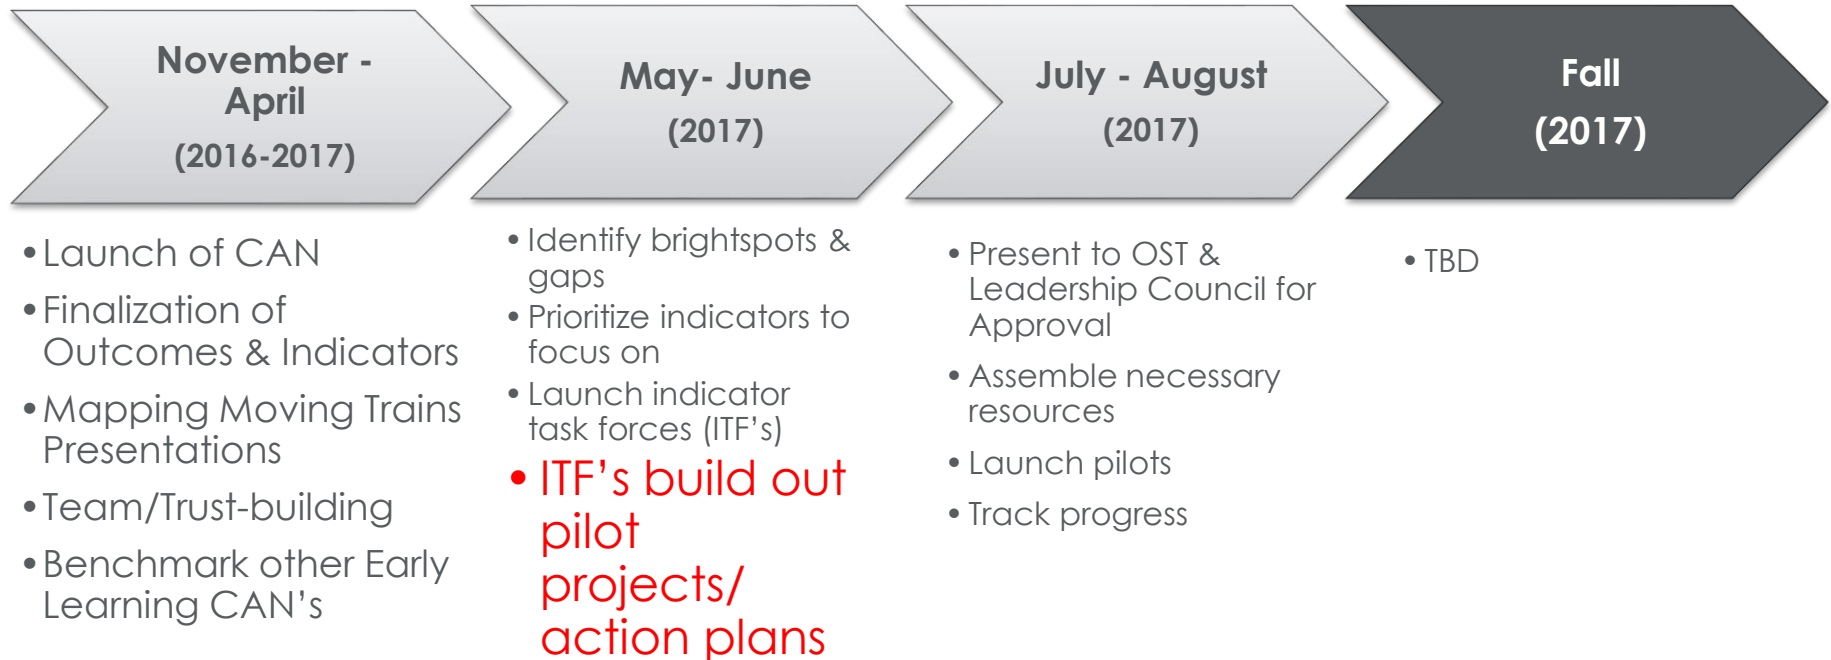 November -
April
(2016-2017)
•Launch of CAN
•Finalization of
Outcomes & Indicators
•Mapping Moving Trains
Presentations
•Team/Trust-building
•Benchmark other Early
Learning CAN’s
May- June
(2017)
•Identify brightspots &
gaps
•Prioritize indicators to
focus on
•Launch indicator
task forces (ITF’s)
•ITF’s build out
pilot
projects/
action plans
July - August
(2017)
•Present to OST &
Leadership Council for
Approval
•Assemble necessary
resources
•Launch pilots
•Track progress
Fall
(2017)
•TBD